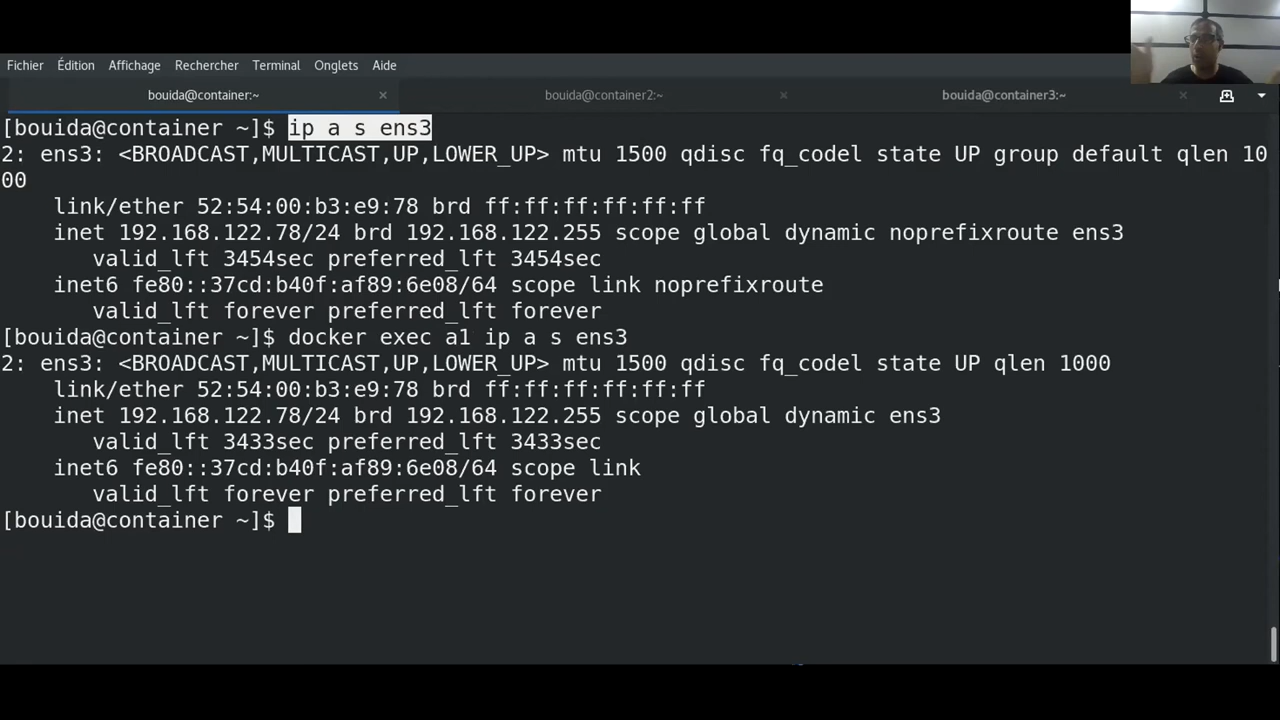 Fichier Édition Affichage Rechercher Terminal Onglets Aide
bouida@container:~ bouida@container2:~ bouida@container3:~
[bouida@container ~]$ ip a s ens3
2: ens3: <BROADCAST,MULTICAST,UP,LOWER_UP> mtu 1500 qdisc fq_codel state UP group default qlen 10
00
link/ether 52:54:00:b3:e9:78 brd ff:ff:ff:ff:ff:ff
inet 192.168.122.78/24 brd 192.168.122.255 scope global dynamic noprefixroute ens3
valid_lft 3454sec preferred_lft 3454sec
inet6 fe80::37cd:b40f:af89:6e08/64 scope link noprefixroute
valid_lft forever preferred_lft forever
[bouida@container ~]$ docker exec a1 ip a s ens3
2: ens3: <BROADCAST,MULTICAST,UP,LOWER_UP> mtu 1500 qdisc fq_codel state UP qlen 1000
link/ether 52:54:00:b3:e9:78 brd ff:ff:ff:ff:ff:ff
inet 192.168.122.78/24 brd 192.168.122.255 scope global dynamic ens3
valid_lft 3433sec preferred_lft 3433sec
inet6 fe80::37cd:b40f:af89:6e08/64 scope link
valid_lft forever preferred_lft forever
[bouida@container ~]$